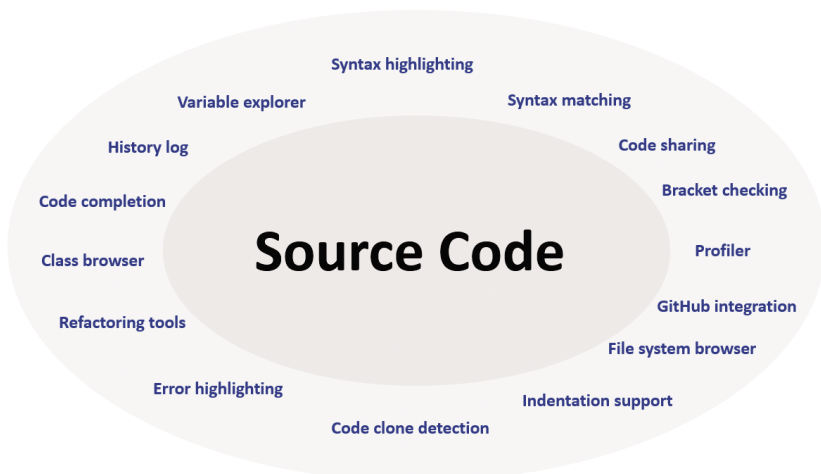 Syntax highlighting
Variable explorer
Syntax matching
History log
Code sharing
Code completion
Bracket checking
Source Code
Class browser
Profiler
Refactoring tools
GitHub integration
File system browser
Error highlighting
Indentation support
Code clone detection